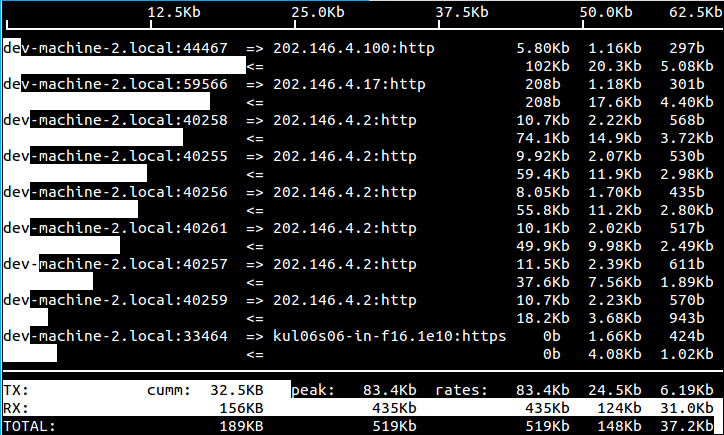 12.5Kb 25.0Kb 37.5Kb 50.0Kb 62.5Kb
dev-machine-2.local:44467 => 202.146.4.100:http 5.80Kb 1.16Kb 297b
<= 102Kb 20.3Kb 5.08Kb
dev-machine-2.local:59566 => 202.146.4.17:http 208b 1.18Kb 301b
<= 208b 17.6Kb 4.40Kb
dev-machine-2.local:40258 => 202.146.4.2:http 10.7Kb 2.22Kb 568b
<= 74.1Kb 14.9Kb 3.72Kb
dev-machine-2.local:40255 => 202.146.4.2:http 9.92Kb 2.07Kb 530b
<= 59.4Kb 11.9Kb 2.98Kb
dev-machine-2.local:40256 => 202.146.4.2:http 8.05Kb 1.70Kb 435b
<= 55.8Kb 11.2Kb 2.80Kb
dev-machine-2.local:40261 => 202.146.4.2:http 10.1Kb 2.02Kb 517b
<= 49.9Kb 9.98Kb 2.49Kb
dev-machine-2.local:40257 => 202.146.4.2:http 11.5Kb 2.39Kb 611b
<= 37.6Kb 7.56Kb 1.89Kb
dev-machine-2.local:40259 => 202.146.4.2:http 10.7Kb 2.23Kb 570b
<= 18.2Kb 3.68Kb 943b
dev-machine-2.local:33464 => kul06s06-in-f16.1e10:https 0b 1.66Kb 424b
<= 0b 4.08Kb 1.02Kb
TX: cumm: 32.5KB peak: 83.4Kb rates: 83.4Kb 24.5Kb 6.19Kb
RX: 156KB 435Kb 435Kb 124Kb 31.0Kb
TOTAL: 189KB 519Kb 519Kb 148Kb 37.2Kb